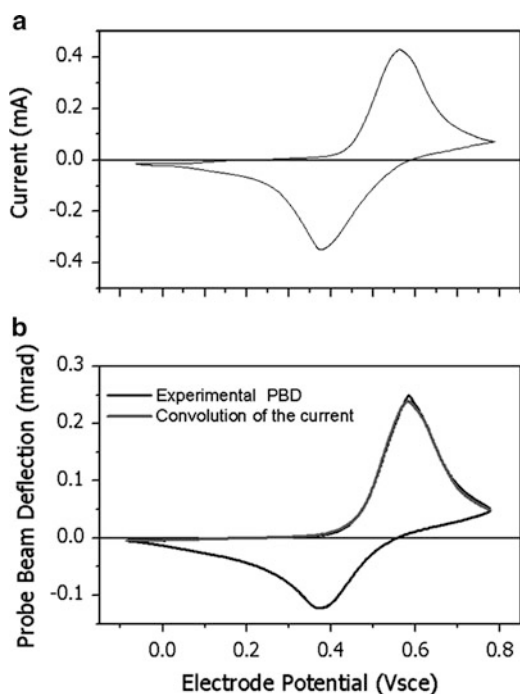 a
0.4
0.2
0.0
-0.2
-0.4
Current (mA)
b
0.3
0.2
0.1
0.0
-0.1
Probe Beam Deflection (mrad)
Experimental PBD
Convolution of the current
0.0 0.2 0.4 0.6 0.8
Electrode Potential (Vsce)